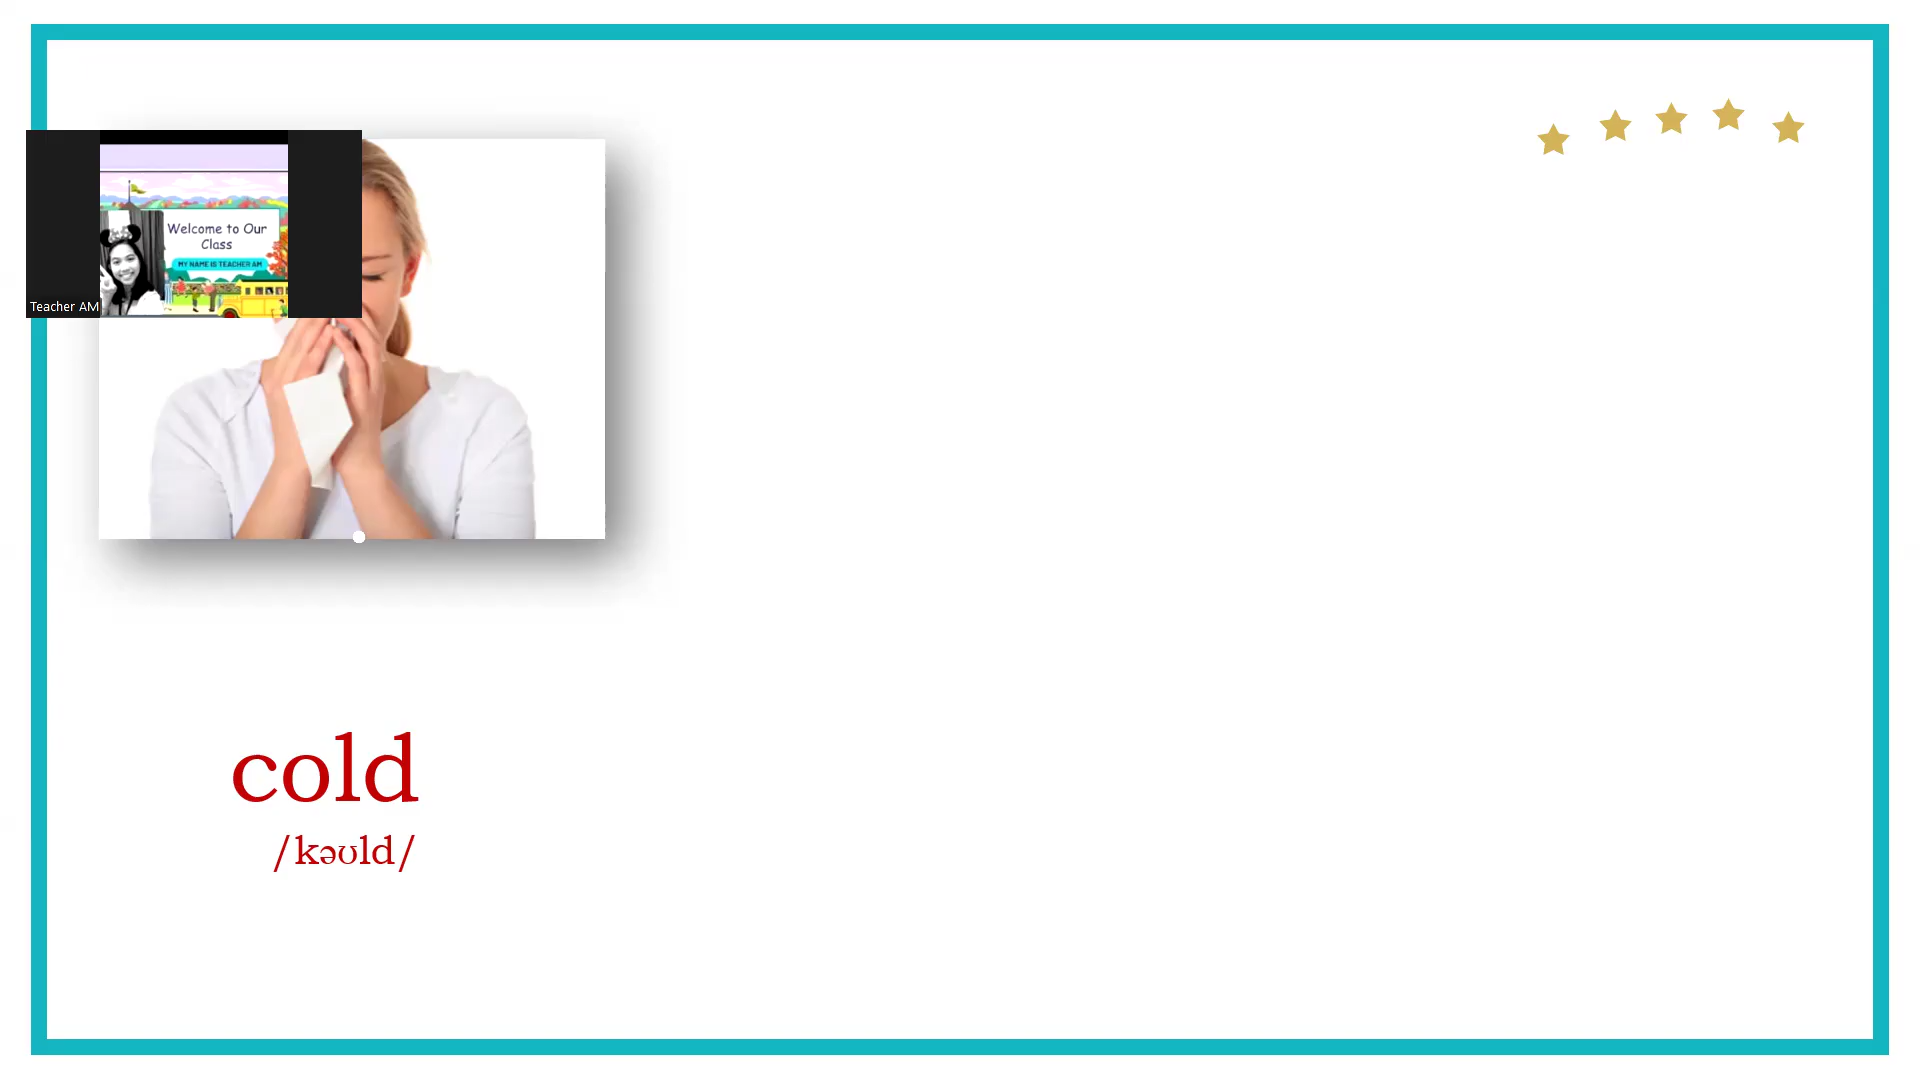 Welcome to Our
Class
MY NAME IS TEACHER AM
Teacher AM
cold
/kəʊld/